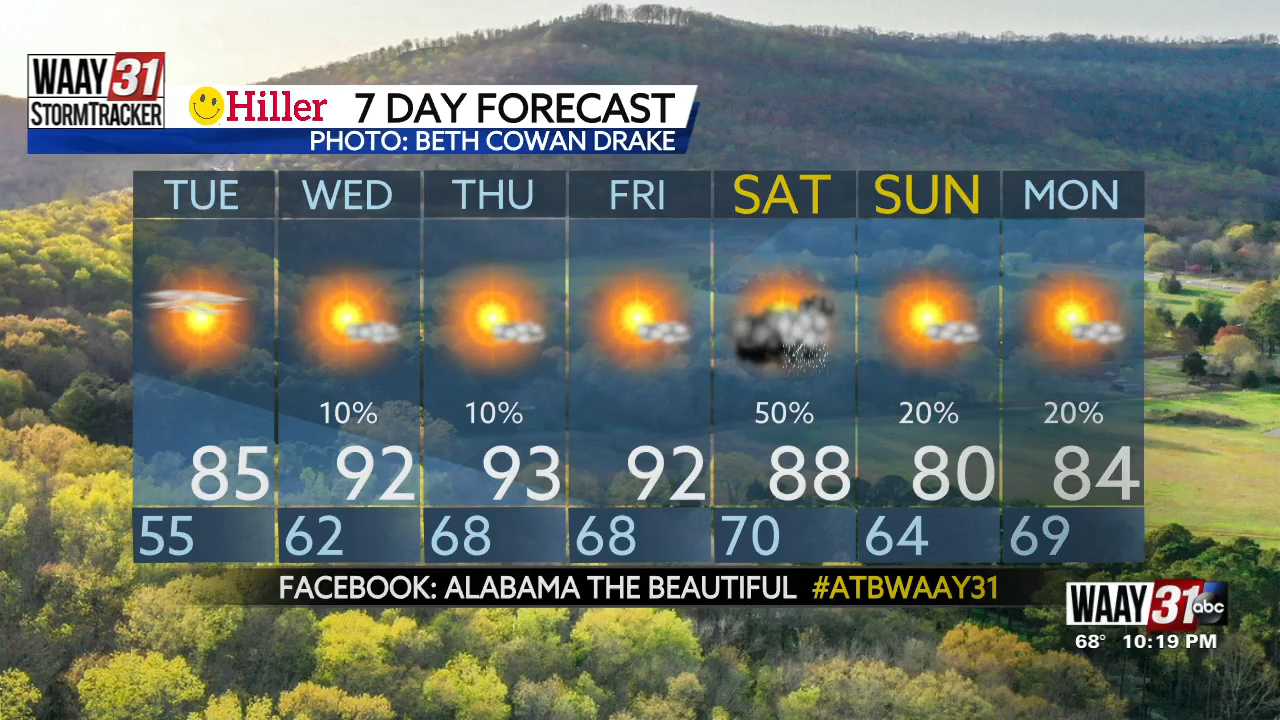 WAAY 31
STORMTRACKER
Hiller 7 DAY FORECAST
PHOTO: BETH COWAN DRAKE
TUE WED THU FRI SAT SUN MON
10% 10% 50% 20% 20%
85 92 93 92 88 80 84
55 62 68 68 70 64 69
FACEBOOK: ALABAMA THE BEAUTIFUL #ATBWAAY31
WAAY 31 abc
68° 10:19 PM